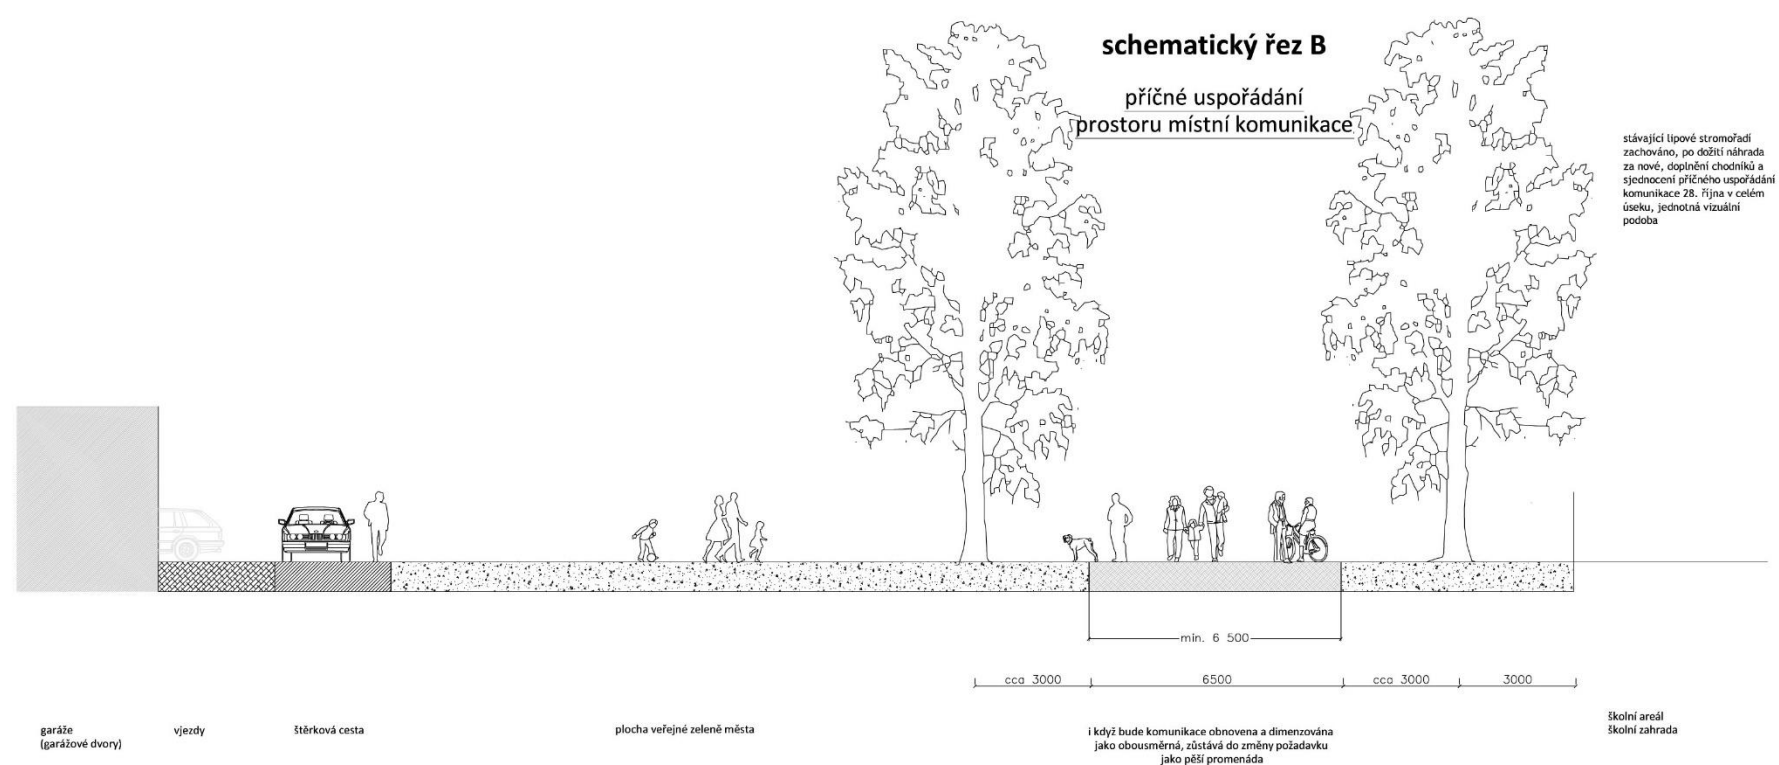 schematický řez B
příčné uspořádání
prostoru místní komunikace
stávající lipové stromořadí
zachováno, po dožití náhrada
za nové, doplnění chodníků a
sjednocení příčného uspořádání
komunikace 28. října v celém
úseku, jednotná vizuální
podoba
min. 6 500
cca 3000
6500
cca 3000
3000
garáže
(garážové dvory)
vjezdy
štěrková cesta
plocha veřejné zeleně města
i když bude komunikace obnovena a dimenzována
jako obousměrná, zůstává do změny požadavku
jako pěší promenáda
školní areál
školní zahrada